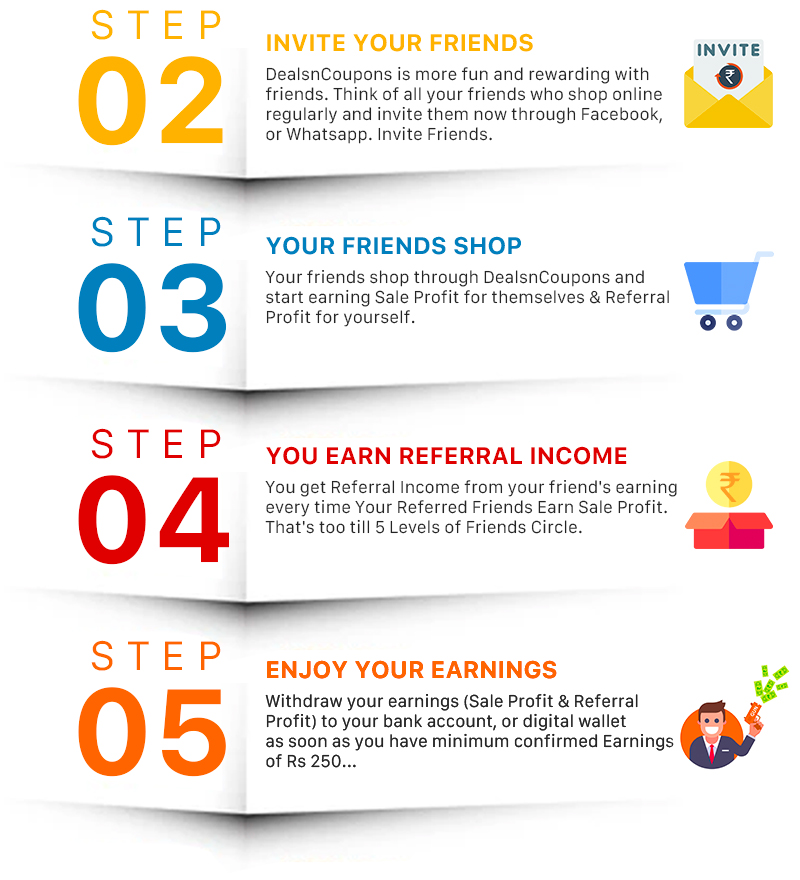 STEP
02
INVITE YOUR FRIENDS
DealsnCoupons is more fun and rewarding with
friends. Think of all your friends who shop online
regularly and invite them now through Facebook,
or Whatsapp. Invite Friends.
INVITE
₹
STEP
03
YOUR FRIENDS SHOP
Your friends shop through DealsnCoupons and
start earning Sale Profit for themselves & Referral
Profit for yourself.
STEP
04
YOU EARN REFERRAL INCOME
You get Referral Income from your friend's earning
every time Your Referred Friends Earn Sale Profit.
That's too till 5 Levels of Friends Circle.
₹
STEP
05
ENJOY YOUR EARNINGS
Withdraw your earnings (Sale Profit & Referral
Profit) to your bank account, or digital wallet
as soon as you have minimum confirmed Earnings
of Rs 250...